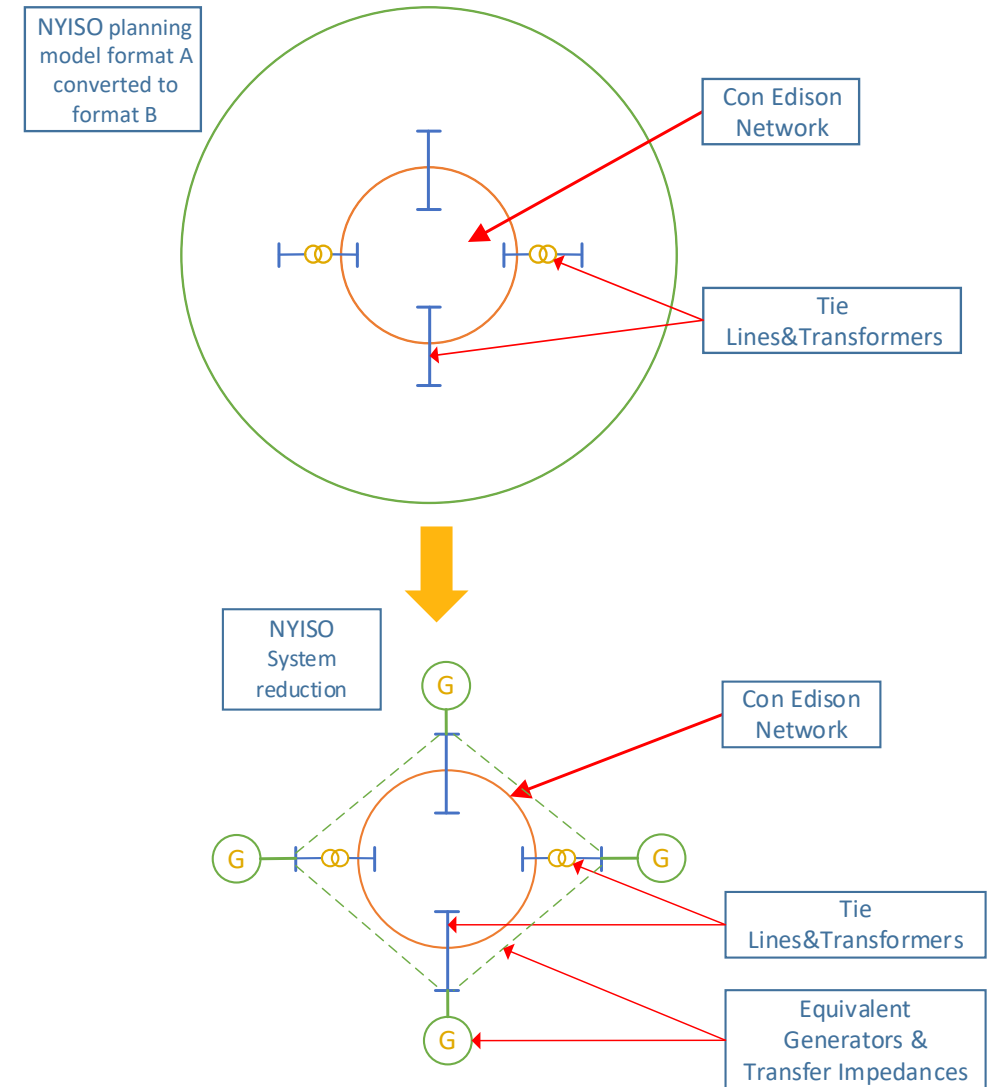 NYISO planning
model format A
converted to
format B
Con Edison
Network
Tie
Lines&Transformers
NYISO
System
reduction
G
Con Edison
Network
G
G
Tie
Lines&Transformers
G
Equivalent
Generators &
Transfer Impedances